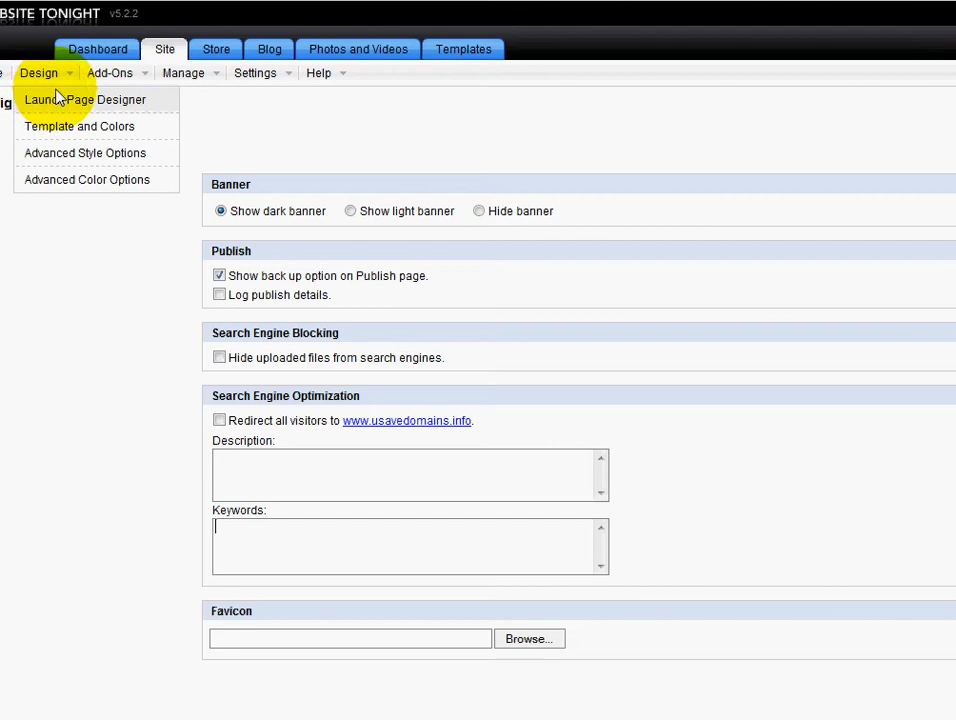 BSITE TONIGHT v5.2.2
Dashboard Site Store Blog Photos and Videos Templates
e Design Add-Ons Manage Settings Help
ig
Launch Page Designer
Template and Colors
Advanced Style Options
Advanced Color Options
Banner
Show dark banner Show light banner Hide banner
Publish
Show back up option on Publish page.
Log publish details.
Search Engine Blocking
Hide uploaded files from search engines.
Search Engine Optimization
Redirect all visitors to www.usavedomains.info.
Description:
Keywords:
Favicon
Browse...